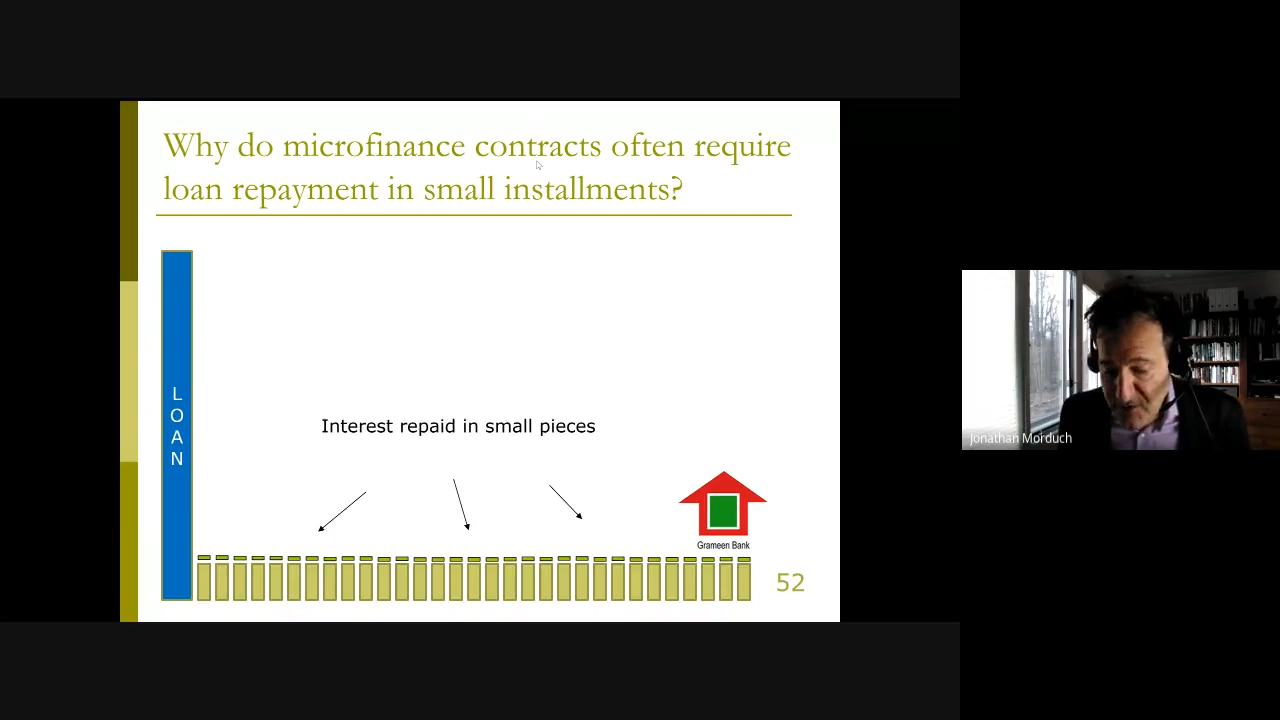 Why do microfinance contracts often require
loan repayment in small installments?
L
O
A
N
Interest repaid in small pieces
Grameen Bank
52
Jonathan Morduch